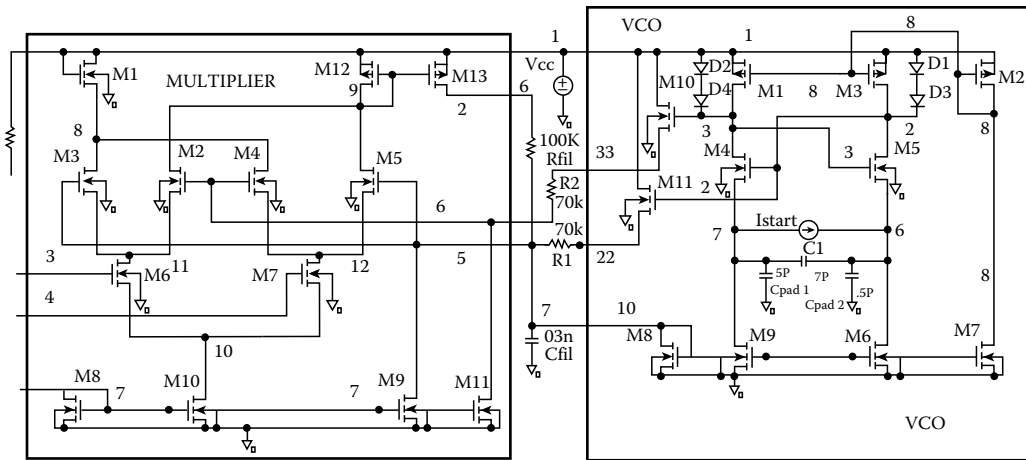 VCO
1
8
1
Vcc
M1
MULTIPLIER
M12
M13
9
6
2
D2
D4
M10
M1
8
M3
D1
D3
M2
8
8
3
2
100K
Rfil
33
M3
M2
M4
M5
R2
70k
M4
3
M5
M11
2
6
70k
Istart
7
6
3
11
12
5
R1
22
C1
M6
M7
5P
7P
.5P
Cpad 1
Cpad 2
8
4
7
10
10
03n
Cfil
M8
M9
M6
M7
M8
7
M10
7
M9
M11
VCO